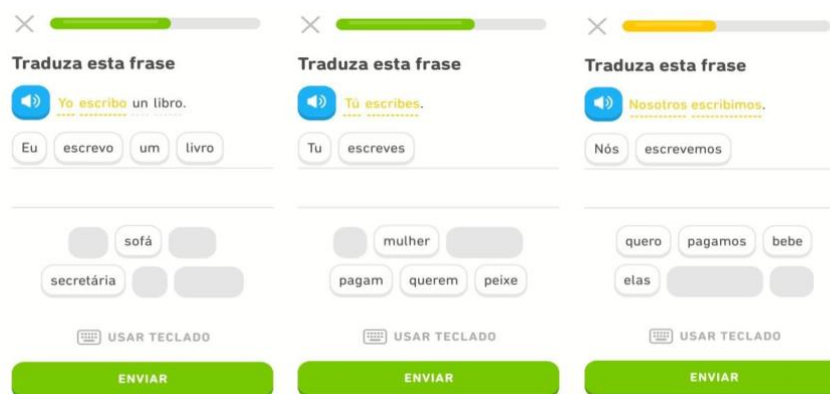 Traduza esta frase
Yo escribo un libro.
Eu escrevo um livro
sofá
secretária
USAR TECLADO
ENVIAR
Traduza esta frase
Tú escribes.
Tu escreves
mulher
pagam querem peixe
USAR TECLADO
ENVIAR
Traduza esta frase
Nosotros escribimos.
Nós escrevemos
quero pagamos bebe
elas
USAR TECLADO
ENVIAR